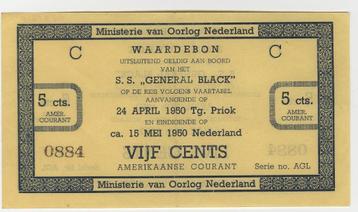 Ministerie van Oorlog Nederland
C WAARDEBON C
UITSLUITEND GELDIG AAN BOORD
VAN HET
S. S. „GENERAL BLACK”
OP DE REIS VOLGENS VAARTABEL
AANVANGENDE OP
24 APRIL 1950 Tg. Priok
EN EINDIGENDE OP
ca. 15 MEI 1950 Nederland
5 cts. 5 cts.
AMER. COURANT AMER. COURANT
0884 VIJF CENTS 0884
AMERIKAANSE COURANT Serie no. AGL
Ministerie van Oorlog Nederland